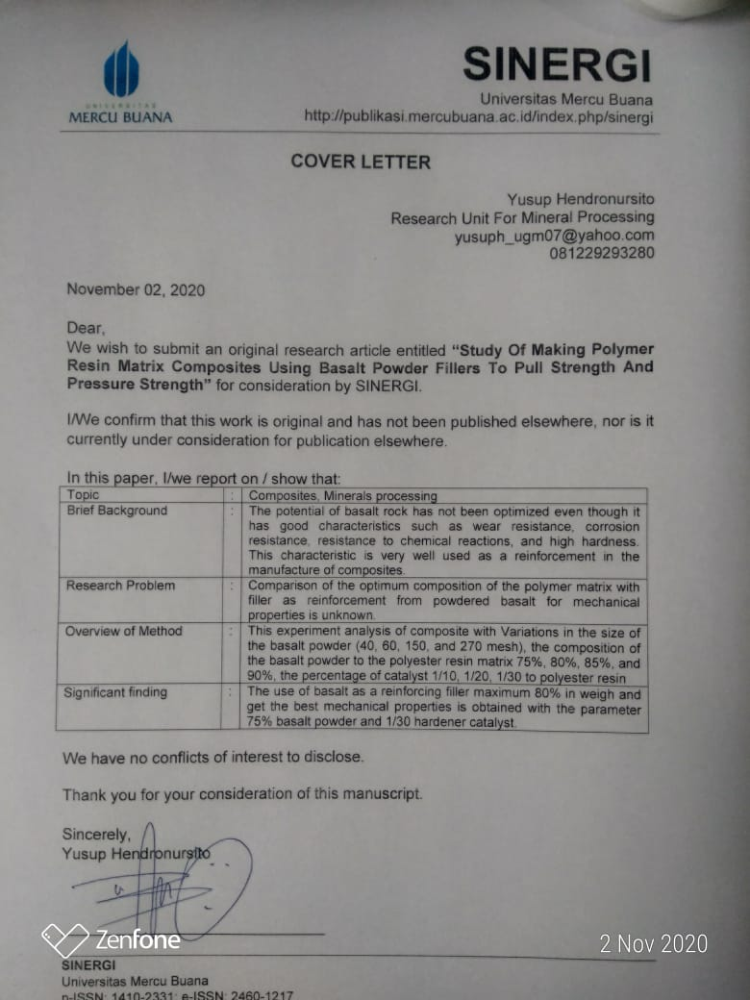 UNIVERSITAS
MERCU BUANA
SINERGI
Universitas Mercu Buana
http://publikasi.mercubuana.ac.id/index.php/sinergi
COVER LETTER
Yusup Hendronursito
Research Unit For Mineral Processing
yusuph_ugm07@yahoo.com
081229293280
November 02, 2020
Dear,
We wish to submit an original research article entitled “Study Of Making Polymer
Resin Matrix Composites Using Basalt Powder Fillers To Pull Strength And
Pressure Strength” for consideration by SINERGI.
I/We confirm that this work is original and has not been published elsewhere, nor is it
currently under consideration for publication elsewhere.
In this paper, I/we report on / show that:
Topic : Composites, Minerals processing
Brief Background : The potential of basalt rock has not been optimized even though it
has good characteristics such as wear resistance, corrosion
resistance, resistance to chemical reactions, and high hardness.
This characteristic is very well used as a reinforcement in the
manufacture of composites.
Research Problem : Comparison of the optimum composition of the polymer matrix with
filler as reinforcement from powdered basalt for mechanical
properties is unknown.
Overview of Method : This experiment analysis of composite with Variations in the size of
the basalt powder (40, 60, 150, and 270 mesh), the composition of
the basalt powder to the polyester resin matrix 75%, 80%, 85%, and
90%, the percentage of catalyst 1/10, 1/20, 1/30 to polyester resin
Significant finding : The use of basalt as a reinforcing filler maximum 80% in weigh and
get the best mechanical properties is obtained with the parameter
75% basalt powder and 1/30 hardener catalyst.
We have no conflicts of interest to disclose.
Thank you for your consideration of this manuscript.
Sincerely,
Yusup Hendronursito
Zenfone
2 Nov 2020
SINERGI
Universitas Mercu Buana
p-ISSN: 1410-2331; e-ISSN: 2460-1217